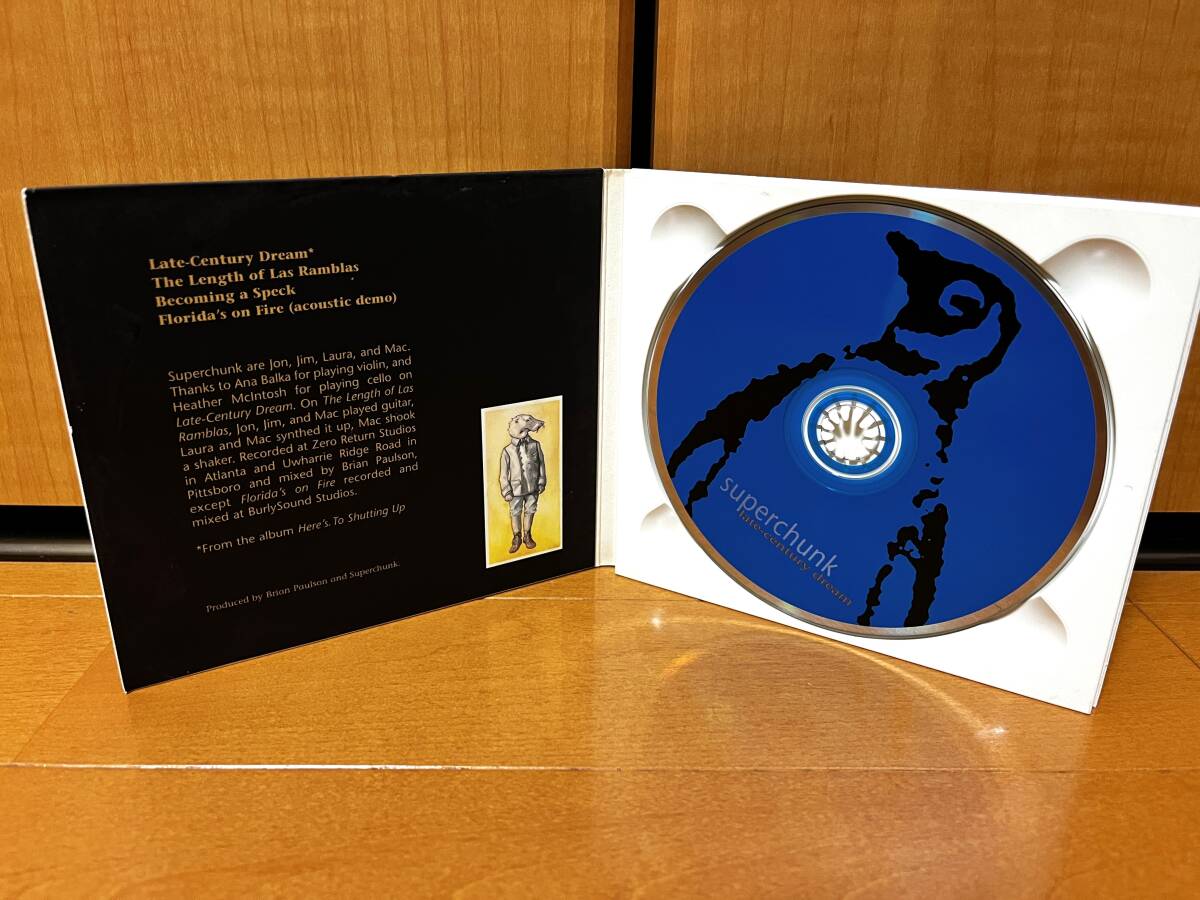 Late-Century Dream*
The Length of Las Ramblas
Becoming a Speck
Florida's on Fire (acoustic demo)
Superchunk are Jon, Jim, Laura, and Mac.
Thanks to Ana Balka for playing violin, and
Heather McIntosh for playing cello on
Late-Century Dream. On The Length of Las
Ramblas, Jon, Jim, and Mac played guitar,
Laura and Mac synthed it up, Mac shook
a shaker. Recorded at Zero Return Studios
in Atlanta and Uwharrie Ridge Road in
Pittsboro and mixed by Brian Paulson,
except Florida's on Fire recorded and
mixed at BurlySound Studios.
*From the album Here's To Shutting Up
Produced by Brian Paulson and Superchunk.
superchunk
late-century dream